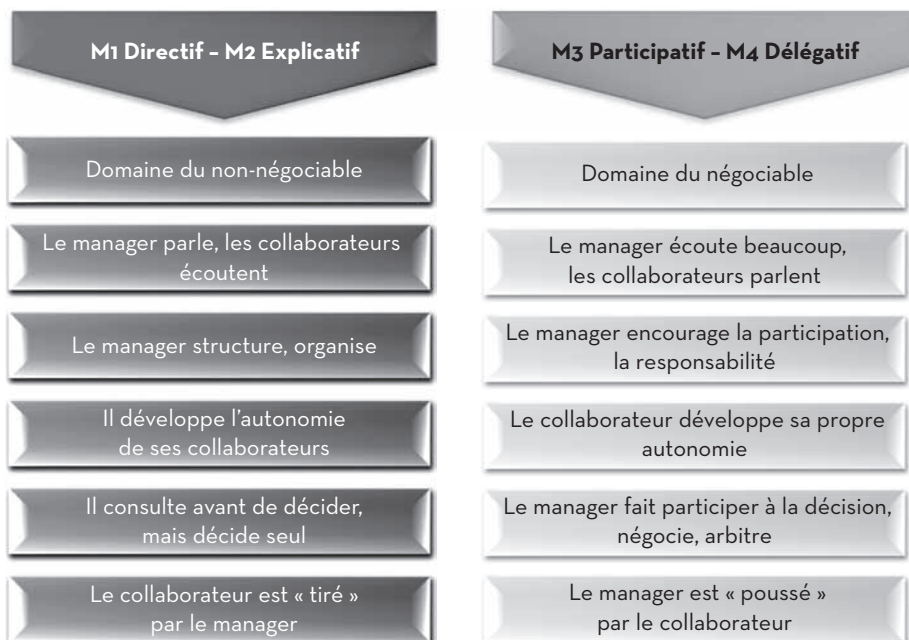 M1 Directif – M2 Explicatif
Domaine du non-négociable
Le manager parle, les collaborateurs
écoutent
Le manager structure, organise
Il développe l’autonomie
de ses collaborateurs
Il consulte avant de décider,
mais décide seul
Le collaborateur est « tiré »
par le manager
M3 Participatif – M4 Délégatif
Domaine du négociable
Le manager écoute beaucoup,
les collaborateurs parlent
Le manager encourage la participation,
la responsabilité
Le collaborateur développe sa propre
autonomie
Le manager fait participer à la décision,
négocie, arbitre
Le manager est « poussé »
par le collaborateur